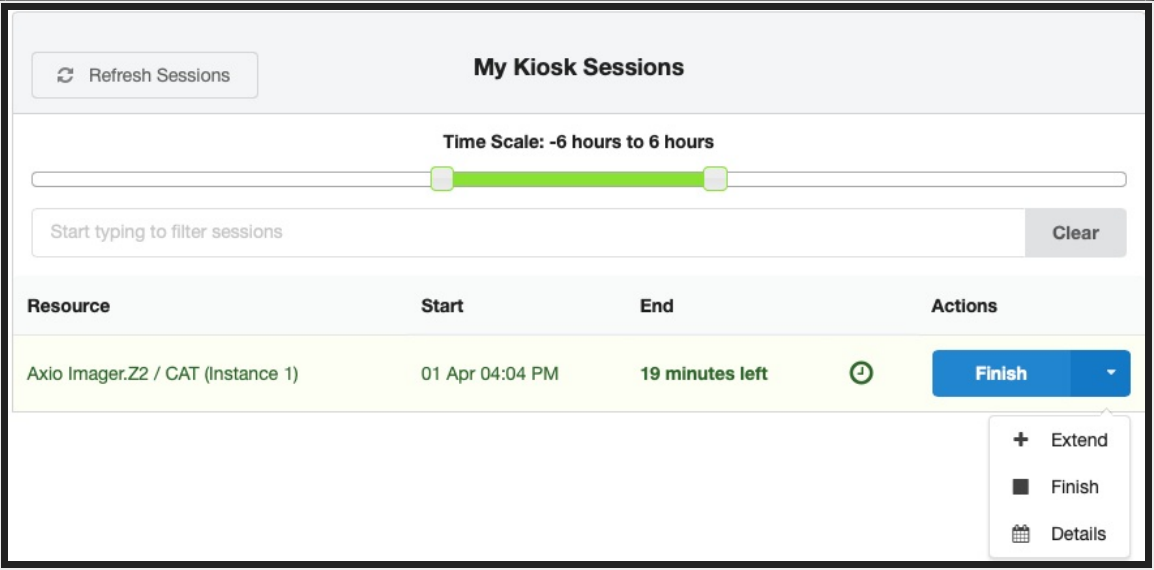 Refresh Sessions
My Kiosk Sessions
Time Scale: -6 hours to 6 hours
Start typing to filter sessions
Clear
Resource Start End Actions
Axio Imager.Z2 / CAT (Instance 1) 01 Apr 04:04 PM 19 minutes left Finish
Extend
Finish
Details